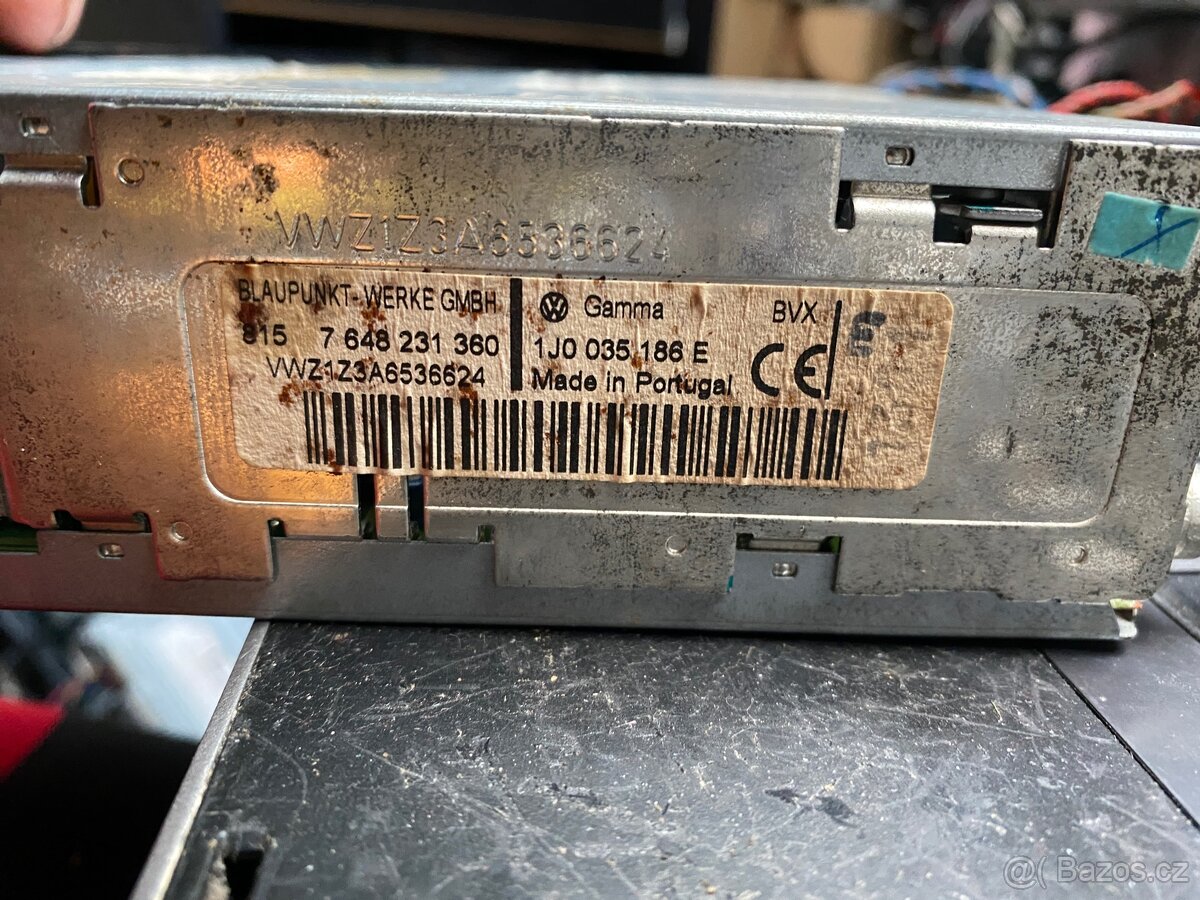 VWZ1Z3A6536624
BLAUPUNKT-WERKE GMBH
815 7 648 231 360
VWZ1Z3A6536624
VW Gamma BVX
1J0 035 186 E
Made in Portugal CE
@( Bazos.cz